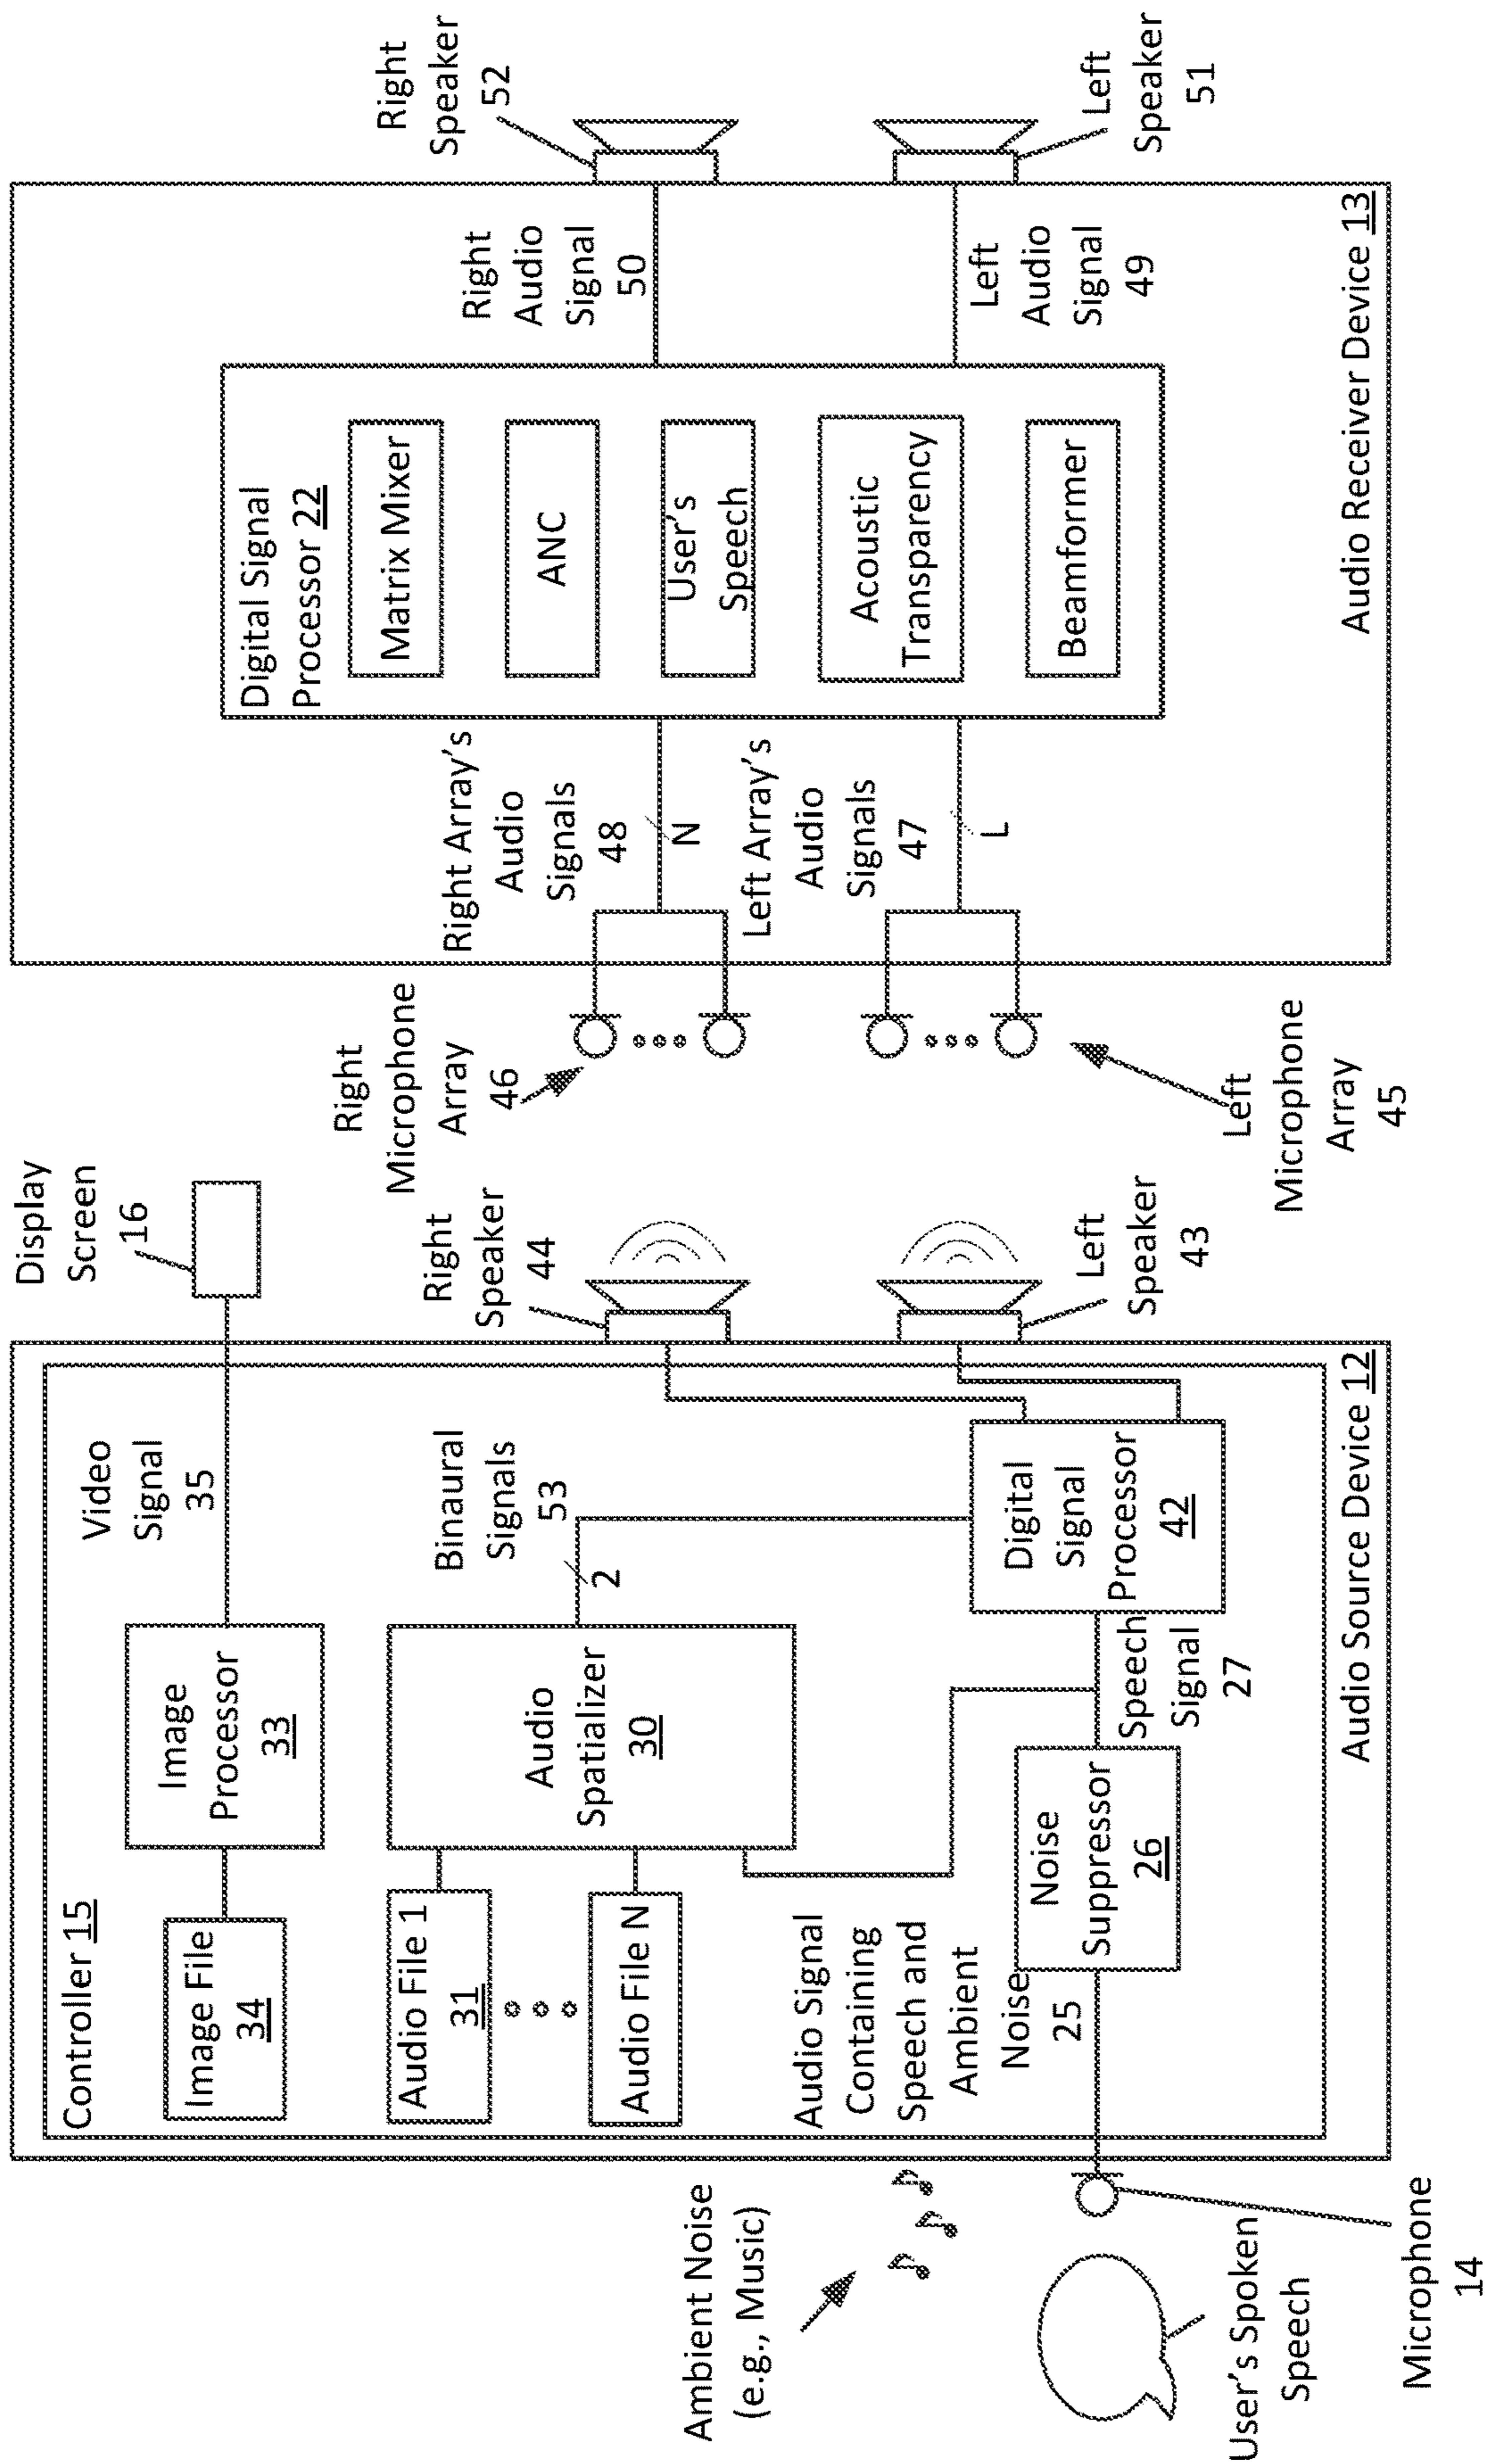 Ambient Noise
(e.g., Music)
User's Spoken
Speech
Microphone
14
Controller 15
Image File
34
Image
Processor
33
Video
Signal
35
Display
Screen
16
Audio File 1
31
Audio File N
Audio
Spatializer
30
Binaural
Signals
53
2
Audio Signal
Containing
Speech and
Ambient
Noise
25
Noise
Suppressor
26
Speech
Signal
27
Digital
Signal
Processor
42
Audio Source Device 12
Right
Speaker
44
Left
Speaker
43
Right
Microphone
Array
46
Left
Microphone
Array
45
Right Array's
Audio
Signals
48
N
Left Array's
Audio
Signals
47
L
Digital Signal
Processor 22
Matrix Mixer
ANC
User's
Speech
Acoustic
Transparency
Beamformer
Right
Audio
Signal
50
Left
Audio
Signal
49
Audio Receiver Device 13
Right
Speaker
52
Left
Speaker
51